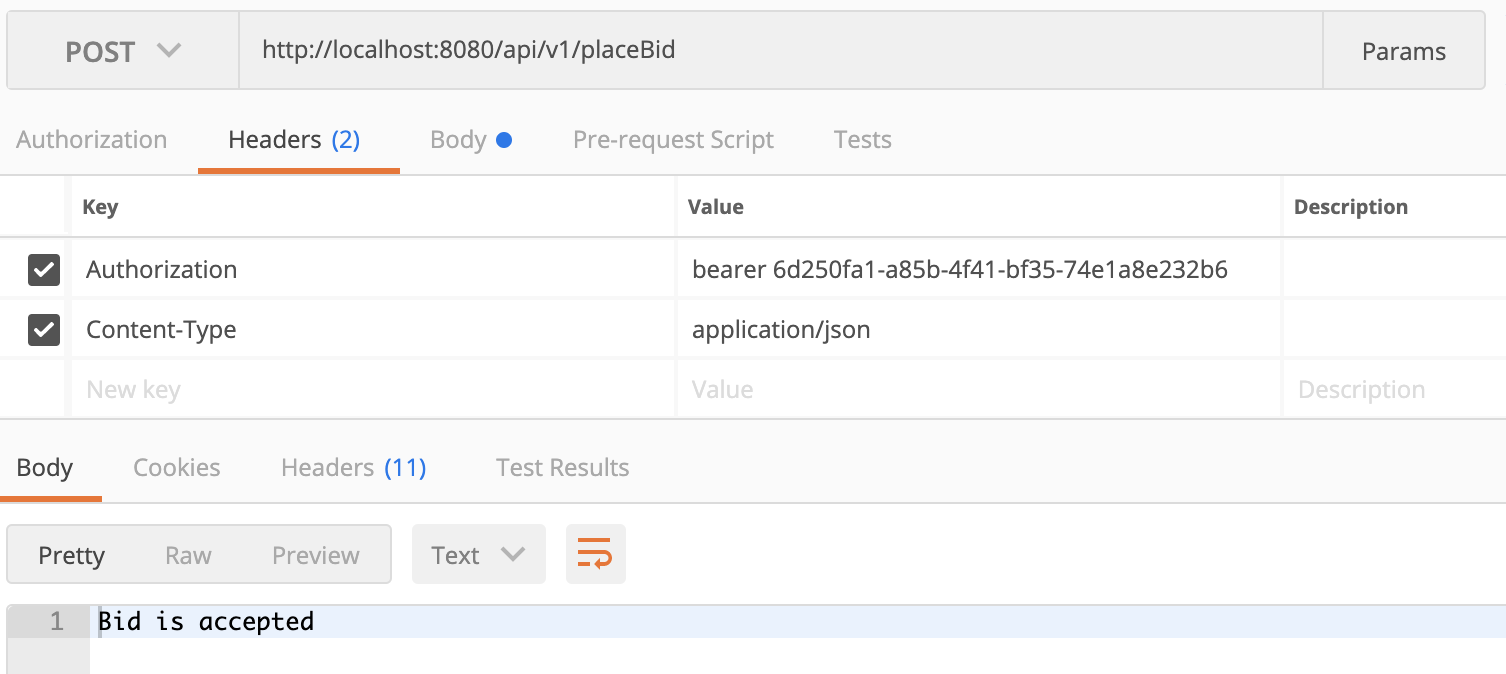 POST http://localhost:8080/api/v1/placeBid Params
Authorization Headers (2) Body Pre-request Script Tests
Key Value Description
Authorization bearer 6d250fa1-a85b-4f41-bf35-74e1a8e232b6
Content-Type application/json
New key Value Description
Body Cookies Headers (11) Test Results
Pretty Raw Preview Text
1 Bid is accepted